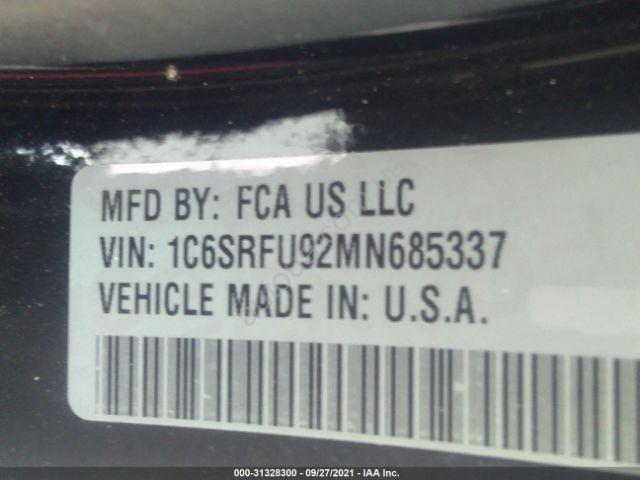 MFD BY: FCA US LLC
VIN: 1C6SRFU92MN685337
VEHICLE MADE IN: U.S.A.
000-31328300 - 09/27/2021 - IAA Inc.